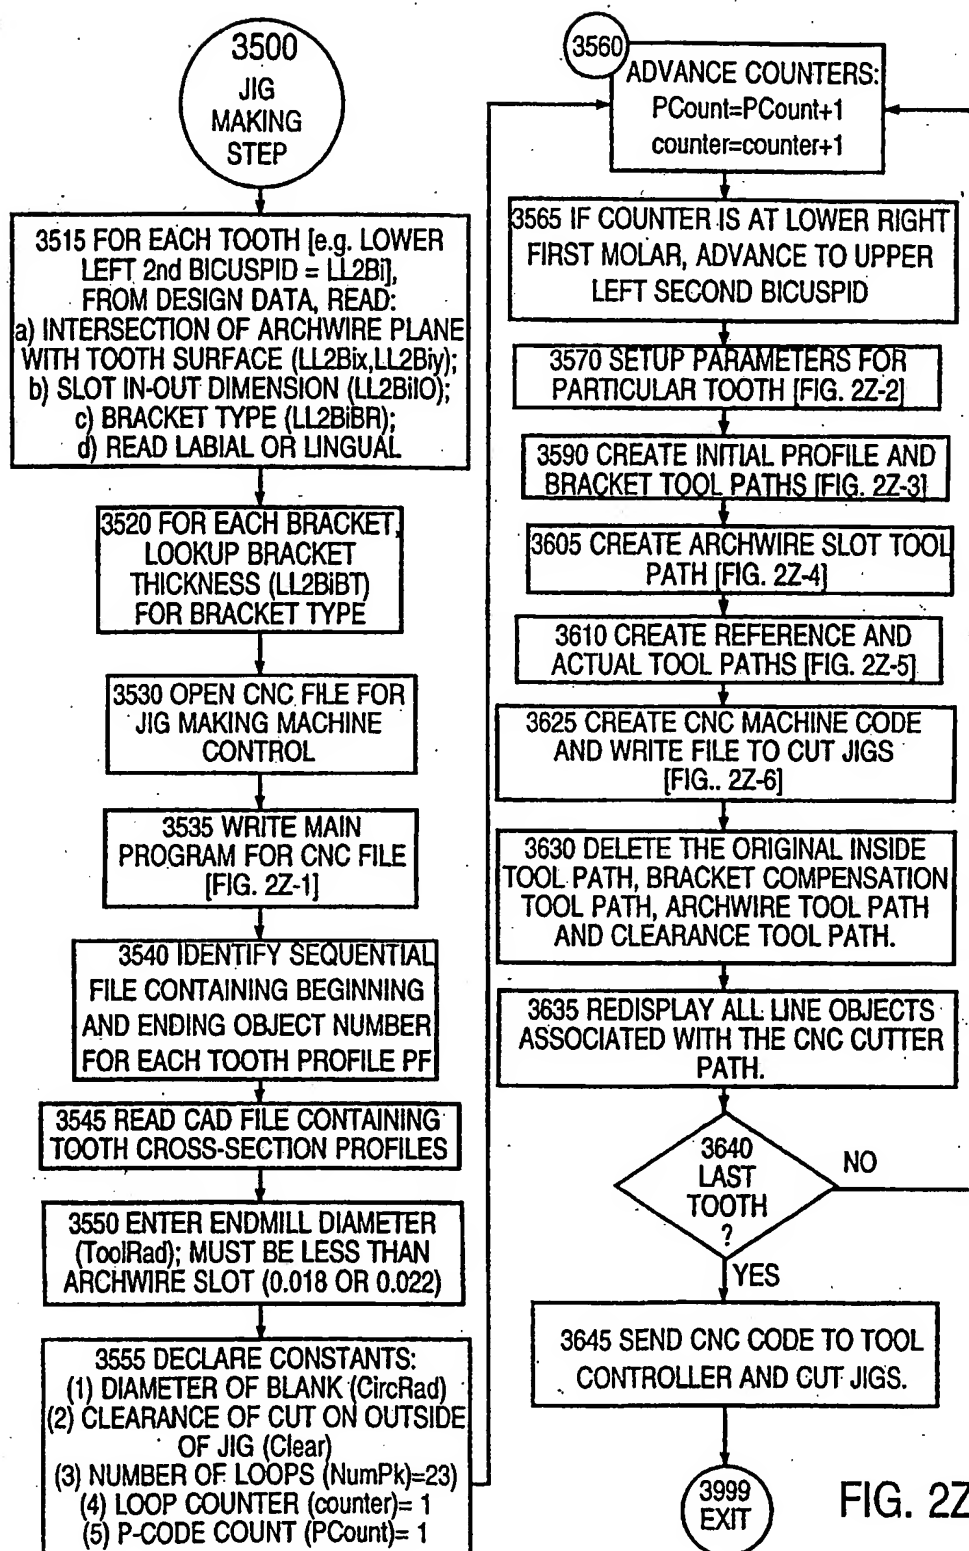 3500
JIG
MAKING
STEP
3515 FOR EACH TOOTH [e.g. LOWER
LEFT 2nd BICUSPID = LL2Bi],
FROM DESIGN DATA, READ:
a) INTERSECTION OF ARCHWIRE PLANE
WITH TOOTH SURFACE (LL2Bix,LL2Biy);
b) SLOT IN-OUT DIMENSION (LL2BiIO);
c) BRACKET TYPE (LL2BiBR);
d) READ LABIAL OR LINGUAL
3520 FOR EACH BRACKET,
LOOKUP BRACKET
THICKNESS (LL2BiBT)
FOR BRACKET TYPE
3530 OPEN CNC FILE FOR
JIG MAKING MACHINE
CONTROL
3535 WRITE MAIN
PROGRAM FOR CNC FILE
[FIG. 2Z-1]
3540 IDENTIFY SEQUENTIAL
FILE CONTAINING BEGINNING
AND ENDING OBJECT NUMBER
FOR EACH TOOTH PROFILE PF
3545 READ CAD FILE CONTAINING
TOOTH CROSS-SECTION PROFILES
3550 ENTER ENDMILL DIAMETER
(ToolRad); MUST BE LESS THAN
ARCHWIRE SLOT (0.018 OR 0.022)
3555 DECLARE CONSTANTS:
(1) DIAMETER OF BLANK (CircRad)
(2) CLEARANCE OF CUT ON OUTSIDE
OF JIG (Clear)
(3) NUMBER OF LOOPS (NumPk)=23)
(4) LOOP COUNTER (counter)= 1
(5) P-CODE COUNT (PCount)= 1
3560
ADVANCE COUNTERS:
PCount=PCount+1
counter=counter+1
3565 IF COUNTER IS AT LOWER RIGHT
FIRST MOLAR, ADVANCE TO UPPER
LEFT SECOND BICUSPID
3570 SETUP PARAMETERS FOR
PARTICULAR TOOTH [FIG. 2Z-2]
3590 CREATE INITIAL PROFILE AND
BRACKET TOOL PATHS [FIG. 2Z-3]
3605 CREATE ARCHWIRE SLOT TOOL
PATH [FIG. 2Z-4]
3610 CREATE REFERENCE AND
ACTUAL TOOL PATHS [FIG. 2Z-5]
3625 CREATE CNC MACHINE CODE
AND WRITE FILE TO CUT JIGS
[FIG.. 2Z-6]
3630 DELETE THE ORIGINAL INSIDE
TOOL PATH, BRACKET COMPENSATION
TOOL PATH, ARCHWIRE TOOL PATH
AND CLEARANCE TOOL PATH.
3635 REDISPLAY ALL LINE OBJECTS
ASSOCIATED WITH THE CNC CUTTER
PATH.
3640
LAST
TOOTH
?
NO
YES
3645 SEND CNC CODE TO TOOL
CONTROLLER AND CUT JIGS.
3999
EXIT
FIG. 2Z